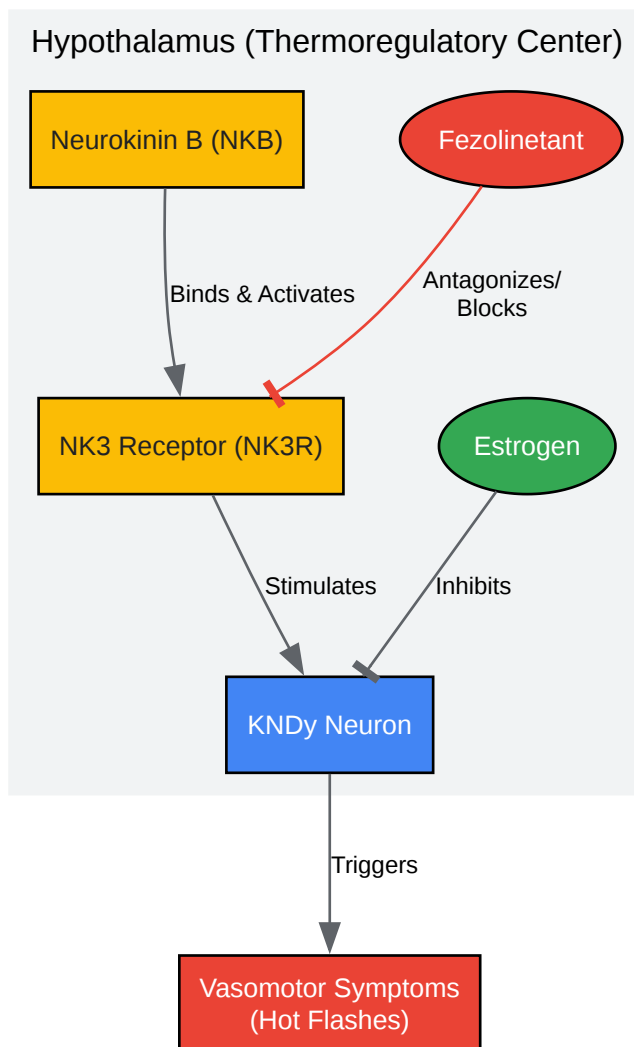 Hypothalamus (Thermoregulatory Center)
Neurokinin B (NKB)
Fezolinetant
Binds & Activates
Antagonizes/
Blocks
NK3 Receptor (NK3R)
Estrogen
Stimulates
Inhibits
KNDy Neuron
Triggers
Vasomotor Symptoms
(Hot Flashes)